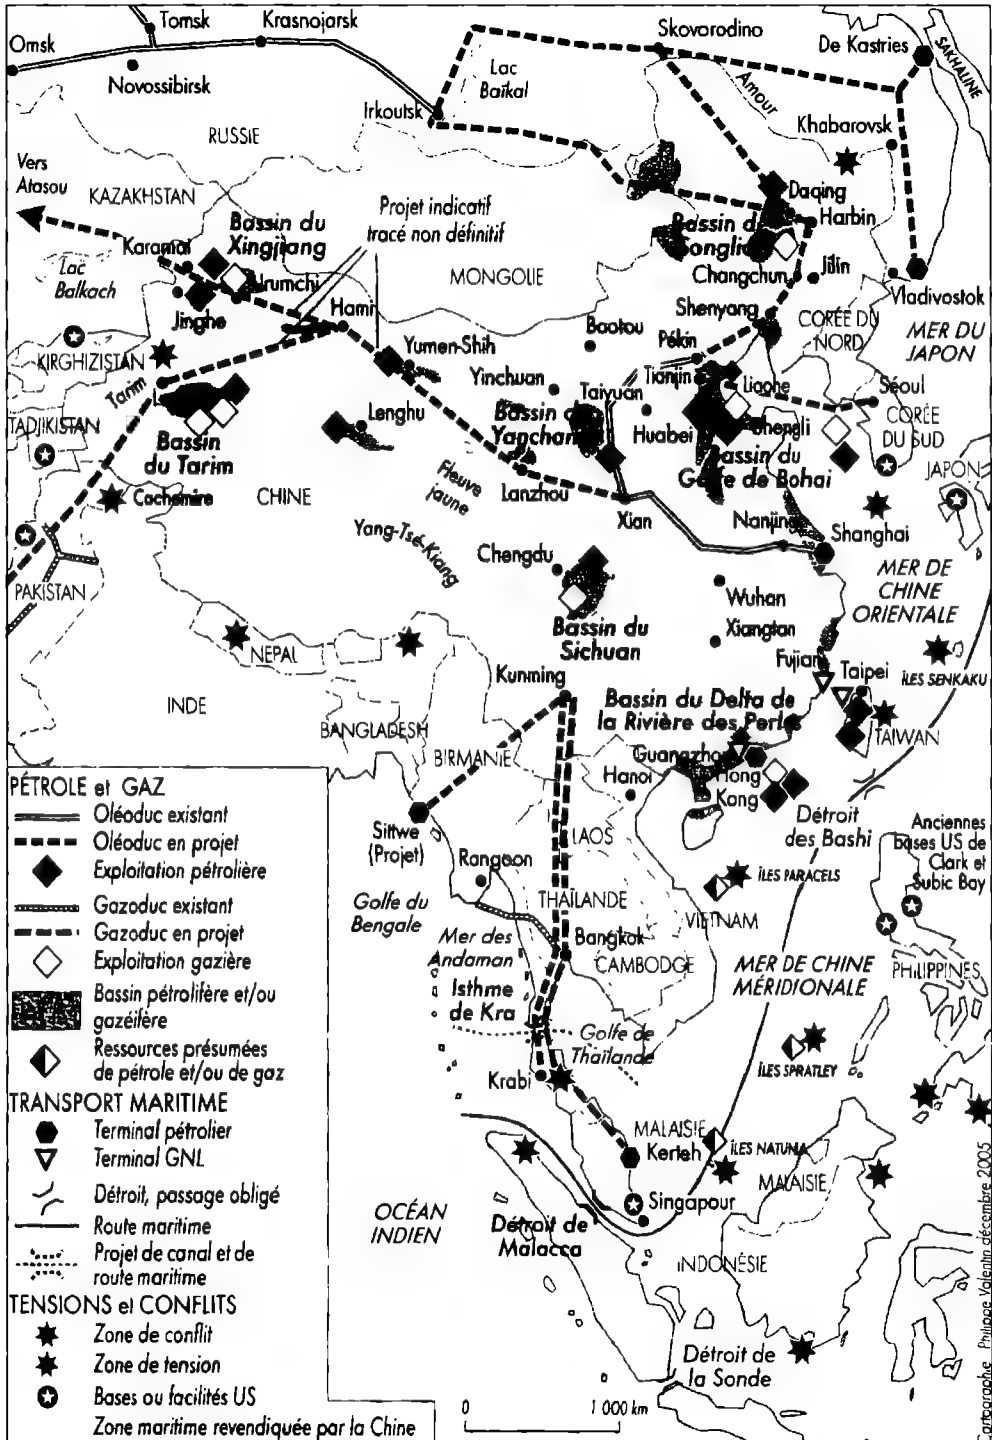 Tomsk
Krasnojarsk
Omsk
Novossibirsk
Skovorodino
De Kastries
SAKHALINE
Lac
Baïkal
Irkoutsk
Amour
Khabarovsk
RUSSIE
Vers
Atasou
KAZAKHSTAN
Projet indicatif
tracé non définitif
Bassin du
Xingjiang
Karamai
Lac
Balkach
Urumchi
Jinghe
Hami
MONGOLIE
Daqing
Harbin
Bassin du
Songliao
Changchun
Jilin
Vladivostok
Shenyang
CORÉE DU
NORD
MER DU
JAPON
KIRGHIZISTAN
Baotou
Pékin
Yumen-Shih
Yinchuan
Tianjin
Liaohe
Séoul
Tarim
TADJIKISTAN
Bassin
du Tarim
Lenghu
Taiyuan
Bassin de
Yanchang
Huabei
Shengli
CORÉE
DU SUD
Bassin du
Golfe de Bohai
JAPON
Cachemire
CHINE
Fleuve
jaune
Lanzhou
Xian
Nanjing
Shanghai
Yang-Tsé-Kiang
Chengdu
PAKISTAN
Wuhan
MER DE
CHINE
ORIENTALE
Xiangtan
Bassin du
Sichuan
NEPAL
Fujian
Taipei
ÎLES SENKAKU
Kunming
INDE
BANGLADESH
Bassin du Delta de
la Rivière des Perles
TAIWAN
BIRMANIE
Guangzhou
Hanoi
Hong
Kong
Détroit
des Bashi
Sittwe
(Projet)
LAOS
Anciennes
bases US de
Clark et
Subic Bay
Rangoon
ÎLES PARACELS
Golfe du
Bengale
THAÏLANDE
VIETNAM
Mer des
Andaman
Bangkok
CAMBODGE
MER DE CHINE
MÉRIDIONALE
PHILIPPINES
Isthme
de Kra
Golfe de
Thaïlande
ÎLES SPRATLEY
Krabi
MALAISIE
Kerteh
ÎLES NATUNA
MALAISIE
Singapour
OCÉAN
INDIEN
Détroit de
Malacca
INDONÉSIE
Détroit de
la Sonde
PÉTROLE et GAZ
Oléoduc existant
Oléoduc en projet
Exploitation pétrolière
Gazoduc existant
Gazoduc en projet
Exploitation gazière
Bassin pétrolifère et/ou
gazéifère
Ressources présumées
de pétrole et/ou de gaz
TRANSPORT MARITIME
Terminal pétrolier
Terminal GNL
Détroit, passage obligé
Route maritime
Projet de canal et de
route maritime
TENSIONS et CONFLITS
Zone de conflit
Zone de tension
Bases ou facilités US
Zone maritime revendiquée par la Chine
0 1 000 km
Cartographie Philippe Valentin décembre 2005